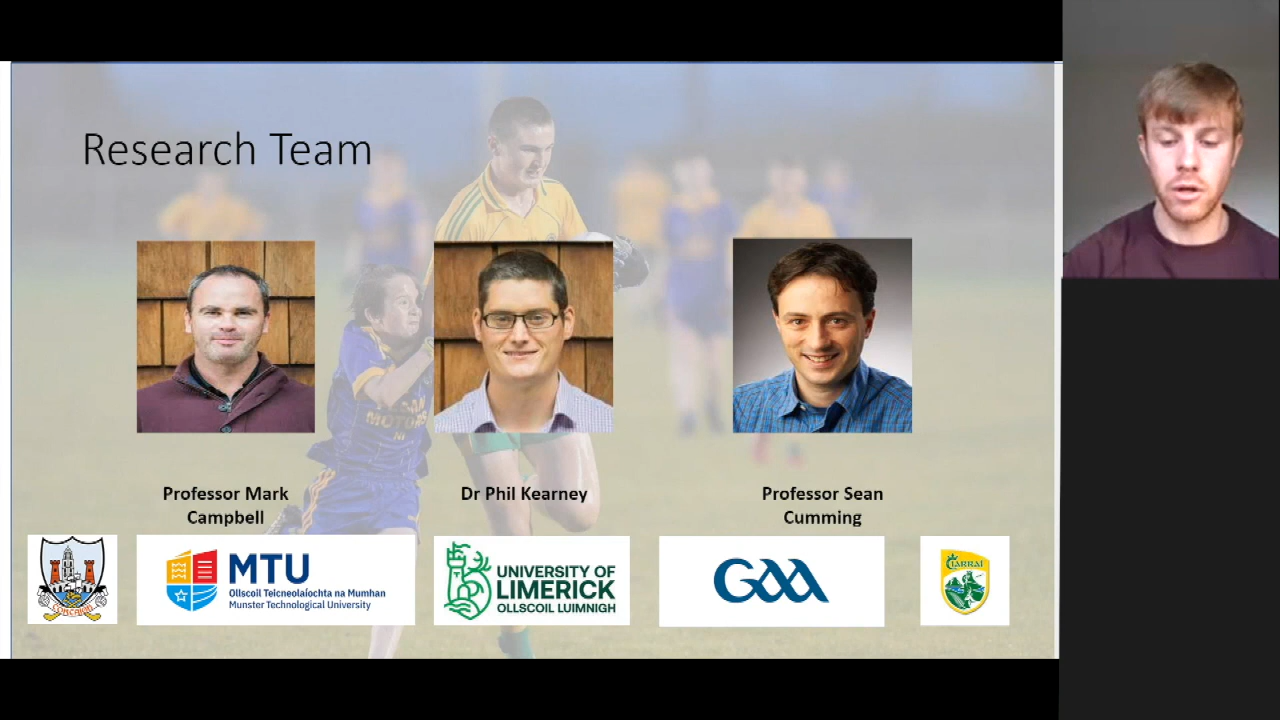 Research Team
Professor Mark
Campbell
Dr Phil Kearney
Professor Sean
Cumming
MTU
Ollscoil Teicneolaíochta na Mumhan
Munster Technological University
UNIVERSITY OF
LIMERICK
OLLSCOIL LUIMNIGH
GAA
CIARRAÍ
MOTORS